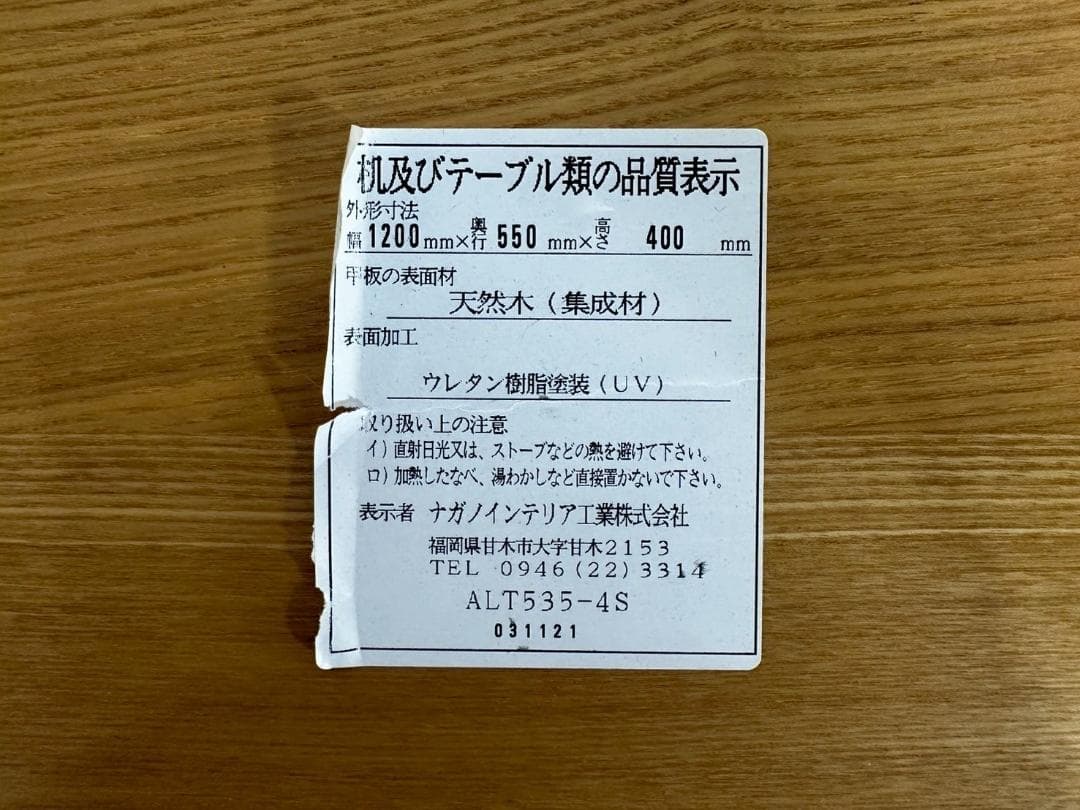 机及びテーブル類の品質表示
外形寸法
幅1200mm×奥行550mm×高さ 400 mm
甲板の表面材
天然木(集成材)
表面加工
ウレタン樹脂塗装(UV)
取り扱い上の注意
イ)直射日光又は、ストーブなどの熱を避けて下さい。
ロ)加熱したなべ、湯わかしなど直接置かないで下さい。
表示者 ナガノインテリア工業株式会社
福岡県甘木市大字甘木2153
TEL 0946(22)3314
ALT535-4S
031121